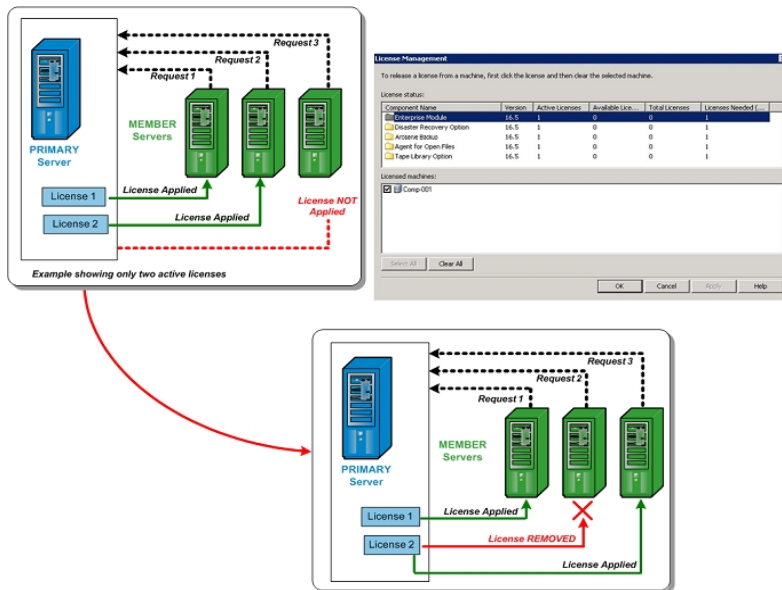 Request 3
Request 2
Request 1
PRIMARY
Server
MEMBER
Servers
License 1
License Applied
License 2
License Applied
License NOT
Applied
Example showing only two active licenses
License Management
To release a license from a machine, first click the license and then clear the selected machine.
License status:
Component Name Version Active Licenses Available Lice... Total Licenses Licenses Needed (...
Enterprise Module 16.5 1 0 0 1
Disaster Recovery Option 16.5 1 0 0 1
Arcserve Backup 16.5 1 0 0 1
Agent for Open Files 16.5 1 0 0 1
Tape Library Option 16.5 1 0 0 1
Licensed machines:
Comp-001
Select All Clear All
OK Cancel Apply Help
Request 3
Request 2
Request 1
PRIMARY
Server
MEMBER
Servers
License 1
License Applied
License 2
License REMOVED
License Applied